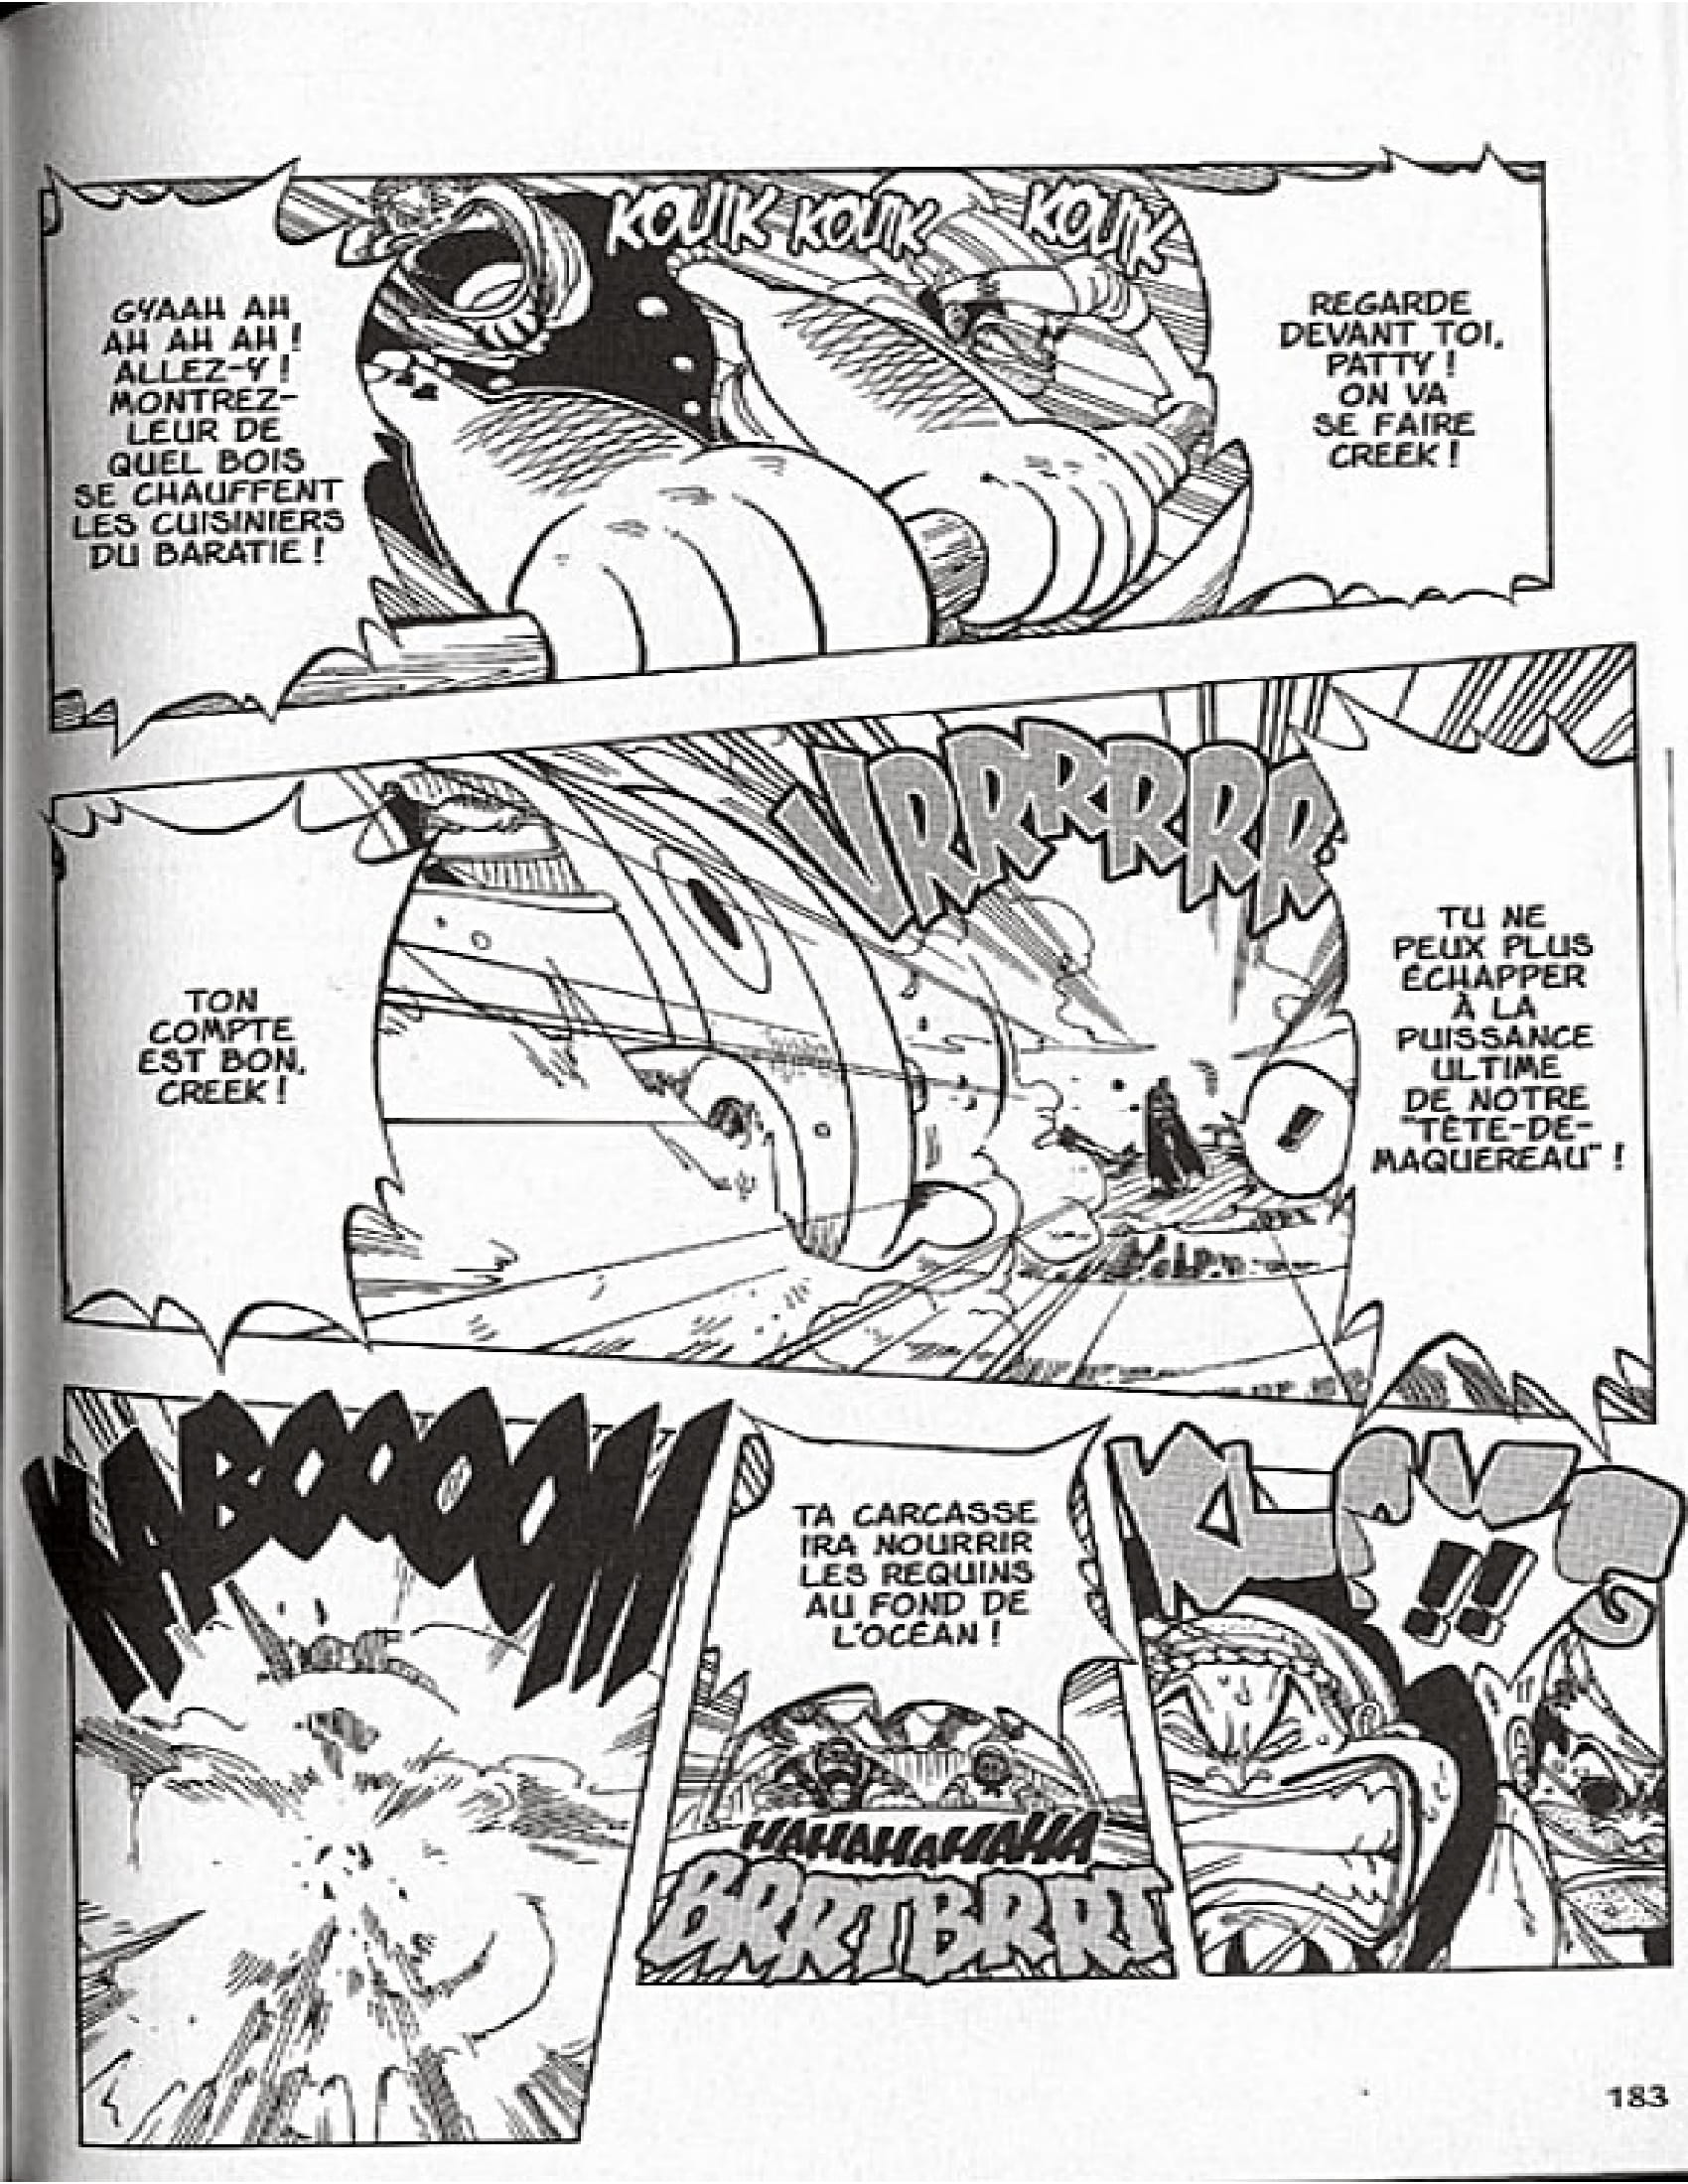 KOUIK KOUIK
KOUIK
REGARDE
DEVANT TOI,
PATTY !
ON VA
SE FAIRE
CREEK !
GYAAH AH
AH AH AH !
ALLEZ-Y !
MONTREZ-
LEUR DE
QUEL BOIS
SE CHAUFFENT
LES CUISINIERS
DU BARATIE !
VRRRRRR
TU NE
PEUX PLUS
ÉCHAPPER
À LA
PUISSANCE
ULTIME
DE NOTRE
"TÊTE-DE-
MAQUEREAU" !
TON
COMPTE
EST BON,
CREEK !
KLANG
!!
TA CARCASSE
IRA NOURRIR
LES REQUINS
AU FOND DE
L'OCÉAN !
HAHAHAHAHA
BRRTBRRT
KABOOOOOM
183